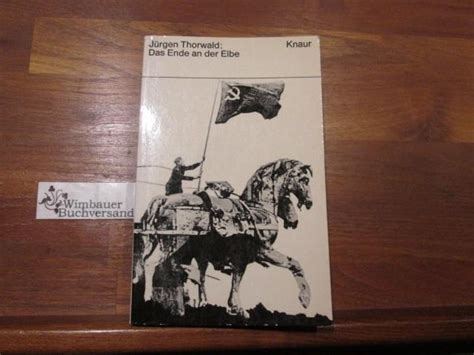 Jürgen Thorwald:
Das Ende an der Elbe
Knaur
Wimbauer
Buchversand